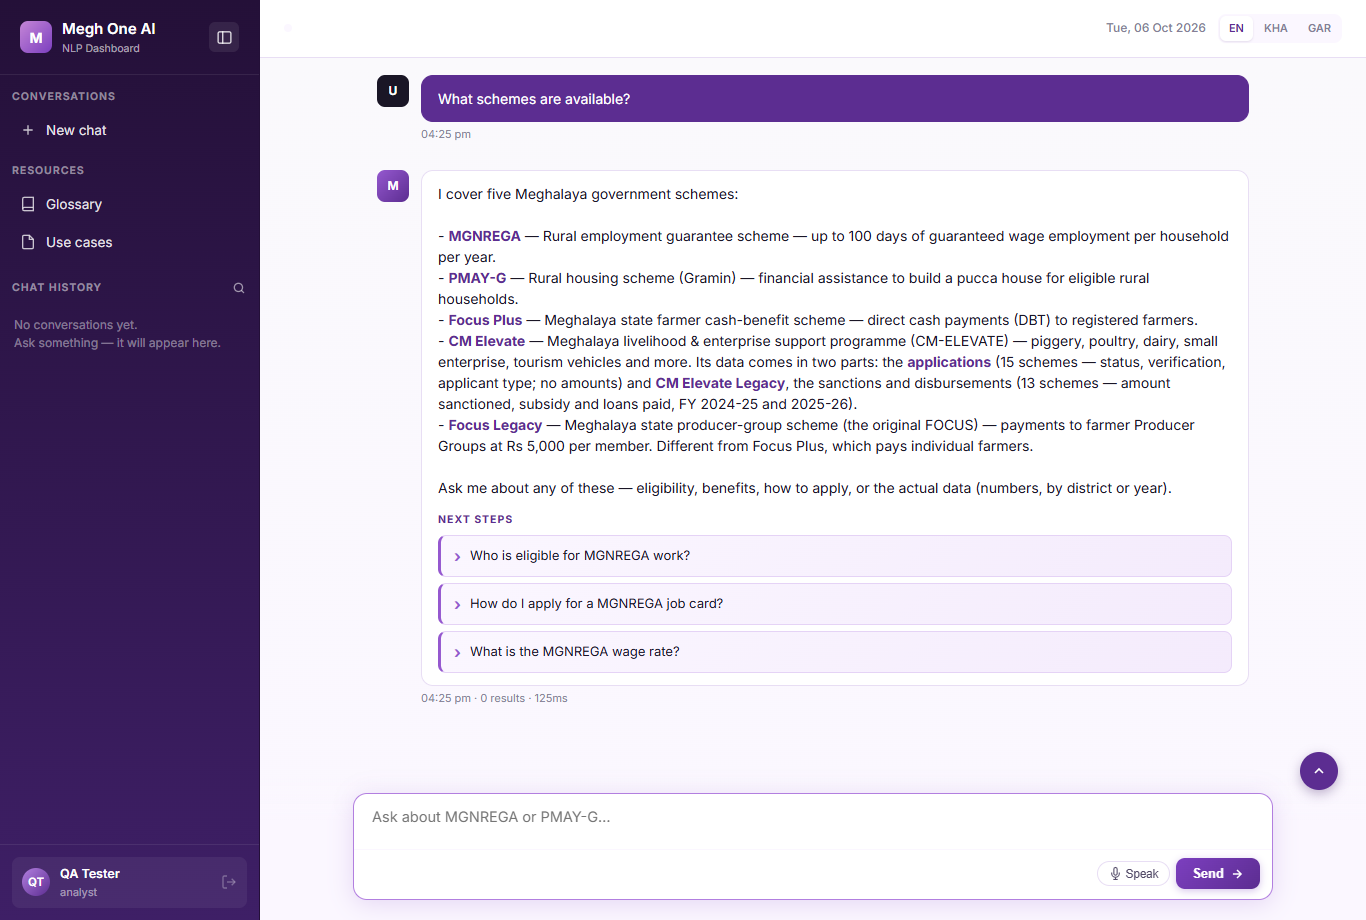 M
Megh One AI
NLP Dashboard
CONVERSATIONS
New chat
RESOURCES
Glossary
Use cases
CHAT HISTORY
No conversations yet.
Ask something — it will appear here.
QT
QA Tester
analyst
Tue, 06 Oct 2026
EN
KHA
GAR
U
What schemes are available?
04:25 pm
M
I cover five Meghalaya government schemes:
- MGNREGA — Rural employment guarantee scheme — up to 100 days of guaranteed wage employment per household
per year.
- PMAY-G — Rural housing scheme (Gramin) — financial assistance to build a pucca house for eligible rural
households.
- Focus Plus — Meghalaya state farmer cash-benefit scheme — direct cash payments (DBT) to registered farmers.
- CM Elevate — Meghalaya livelihood & enterprise support programme (CM-ELEVATE) — piggery, poultry, dairy, small
enterprise, tourism vehicles and more. Its data comes in two parts: the applications (15 schemes — status, verification,
applicant type; no amounts) and CM Elevate Legacy, the sanctions and disbursements (13 schemes — amount
sanctioned, subsidy and loans paid, FY 2024-25 and 2025-26).
- Focus Legacy — Meghalaya state producer-group scheme (the original FOCUS) — payments to farmer Producer
Groups at Rs 5,000 per member. Different from Focus Plus, which pays individual farmers.
Ask me about any of these — eligibility, benefits, how to apply, or the actual data (numbers, by district or year).
NEXT STEPS
Who is eligible for MGNREGA work?
How do I apply for a MGNREGA job card?
What is the MGNREGA wage rate?
04:25 pm · 0 results · 125ms
Ask about MGNREGA or PMAY-G...
Speak
Send